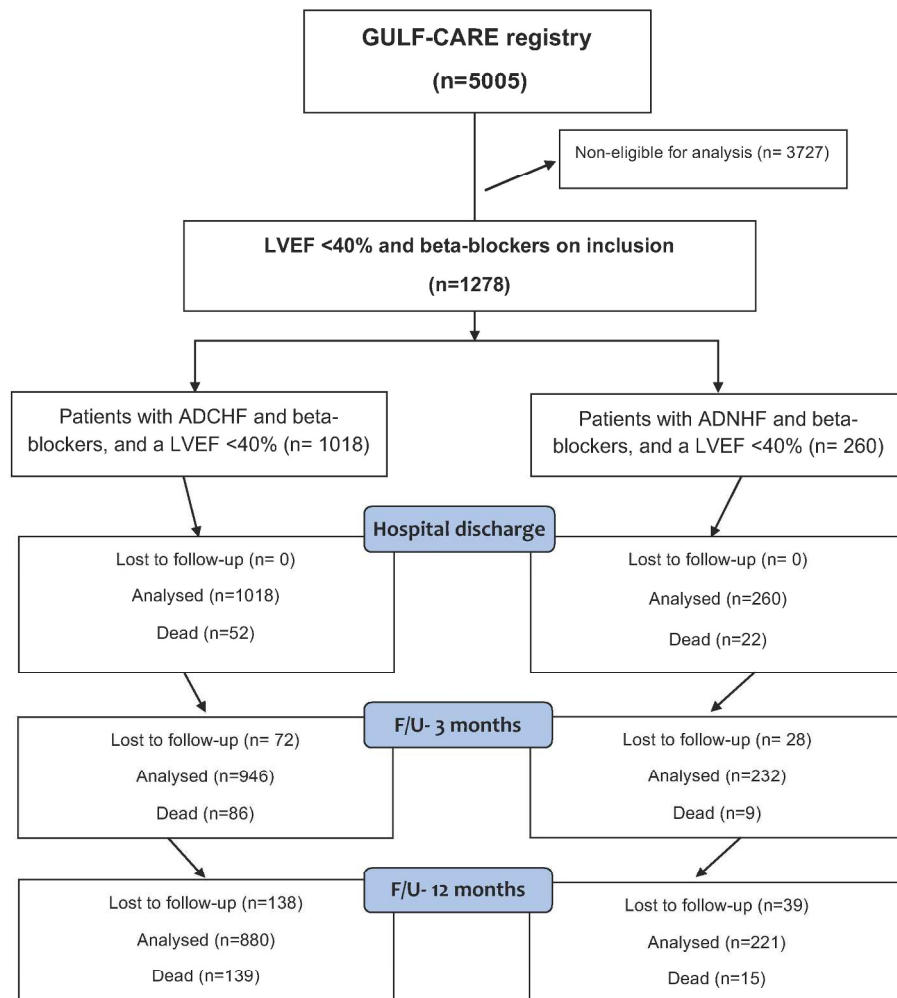 GULF-CARE registry
(n=5005)
Non-eligible for analysis (n= 3727)
LVEF <40% and beta-blockers on inclusion
(n=1278)
Patients with ADCHF and beta-
blockers, and a LVEF <40% (n= 1018)
Patients with ADNHF and beta-
blockers, and a LVEF <40% (n= 260)
Hospital discharge
Lost to follow-up (n= 0)
Analysed (n=1018)
Dead (n=52)
Lost to follow-up (n= 0)
Analysed (n=260)
Dead (n=22)
F/U- 3 months
Lost to follow-up (n= 72)
Analysed (n=946)
Dead (n=86)
Lost to follow-up (n= 28)
Analysed (n=232)
Dead (n=9)
F/U- 12 months
Lost to follow-up (n=138)
Analysed (n=880)
Dead (n=139)
Lost to follow-up (n=39)
Analysed (n=221)
Dead (n=15)